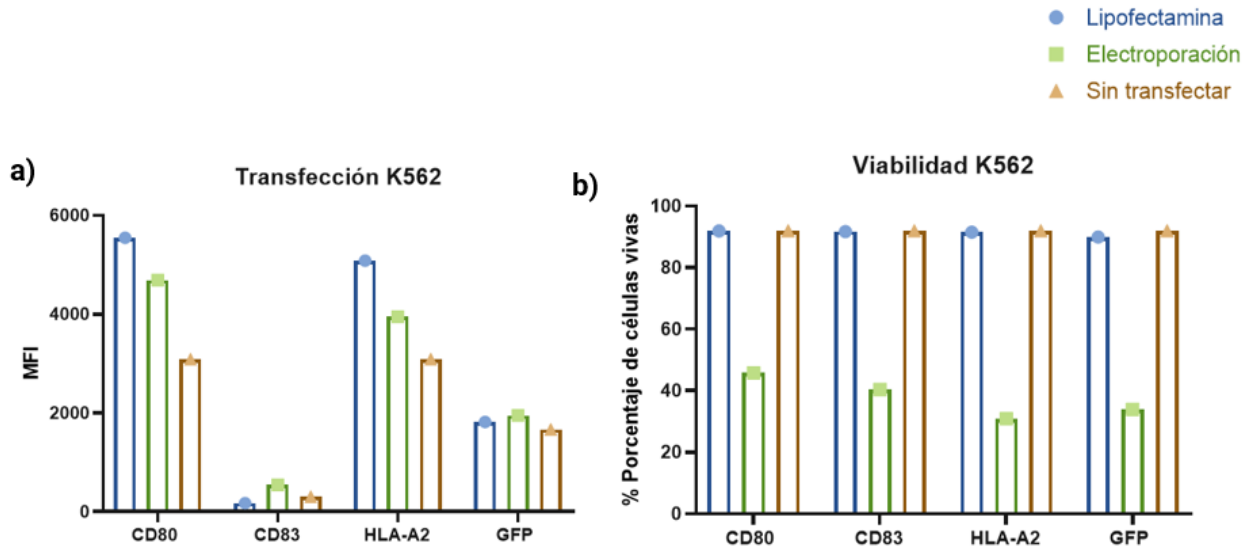 Lipofectamina
Electroporación
Sin transfectar
a)
Transfección K562
MFI
6000
4000
2000
0
CD80 CD83 HLA-A2 GFP
b)
Viabilidad K562
% Porcentaje de células vivas
100
80
60
40
20
0
CD80 CD83 HLA-A2 GFP